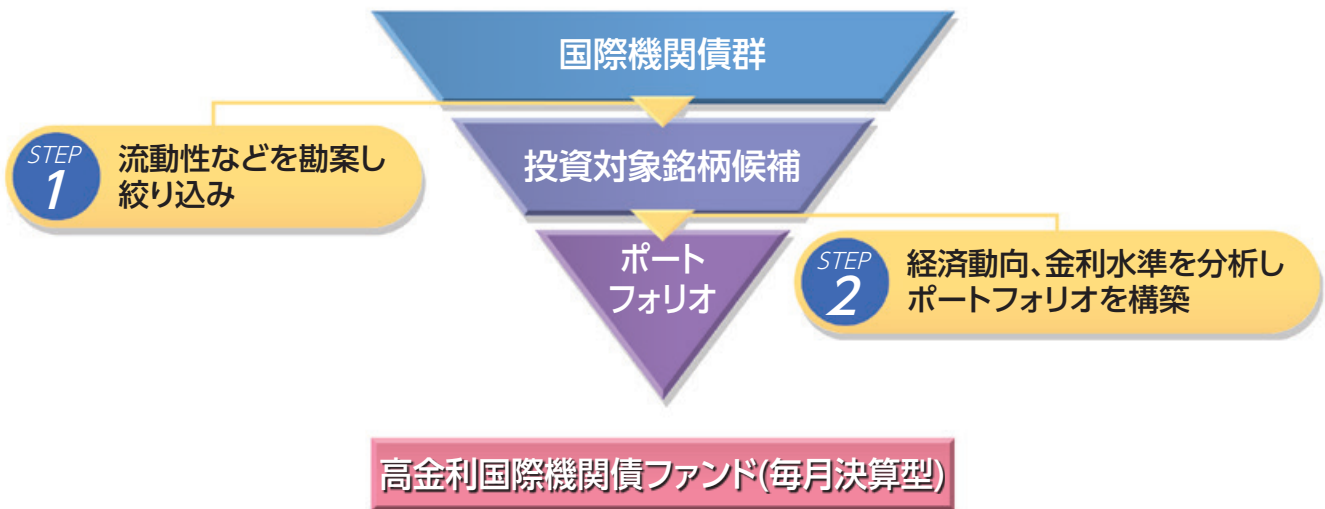 国際機関債群
STEP
1
流動性などを勘案し
絞り込み
投資対象銘柄候補
ポート
フォリオ
STEP
2
経済動向、金利水準を分析し
ポートフォリオを構築
高金利国際機関債ファンド(毎月決算型)